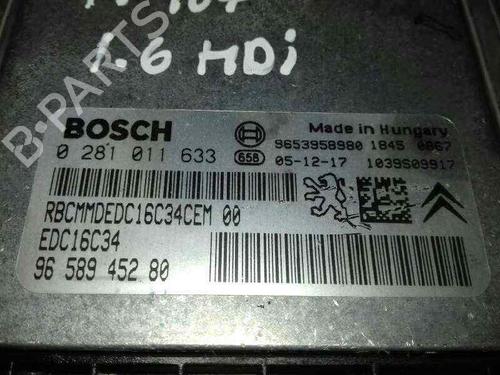 1.6 HDi
BOSCH
Made in Hungary
0 281 011 633
658
9653958980 1845 0867
05-12-17 1039S09917
RBCMMDEDC16C34CEM 00
EDC16C34
96 589 452 80
B-PARTS